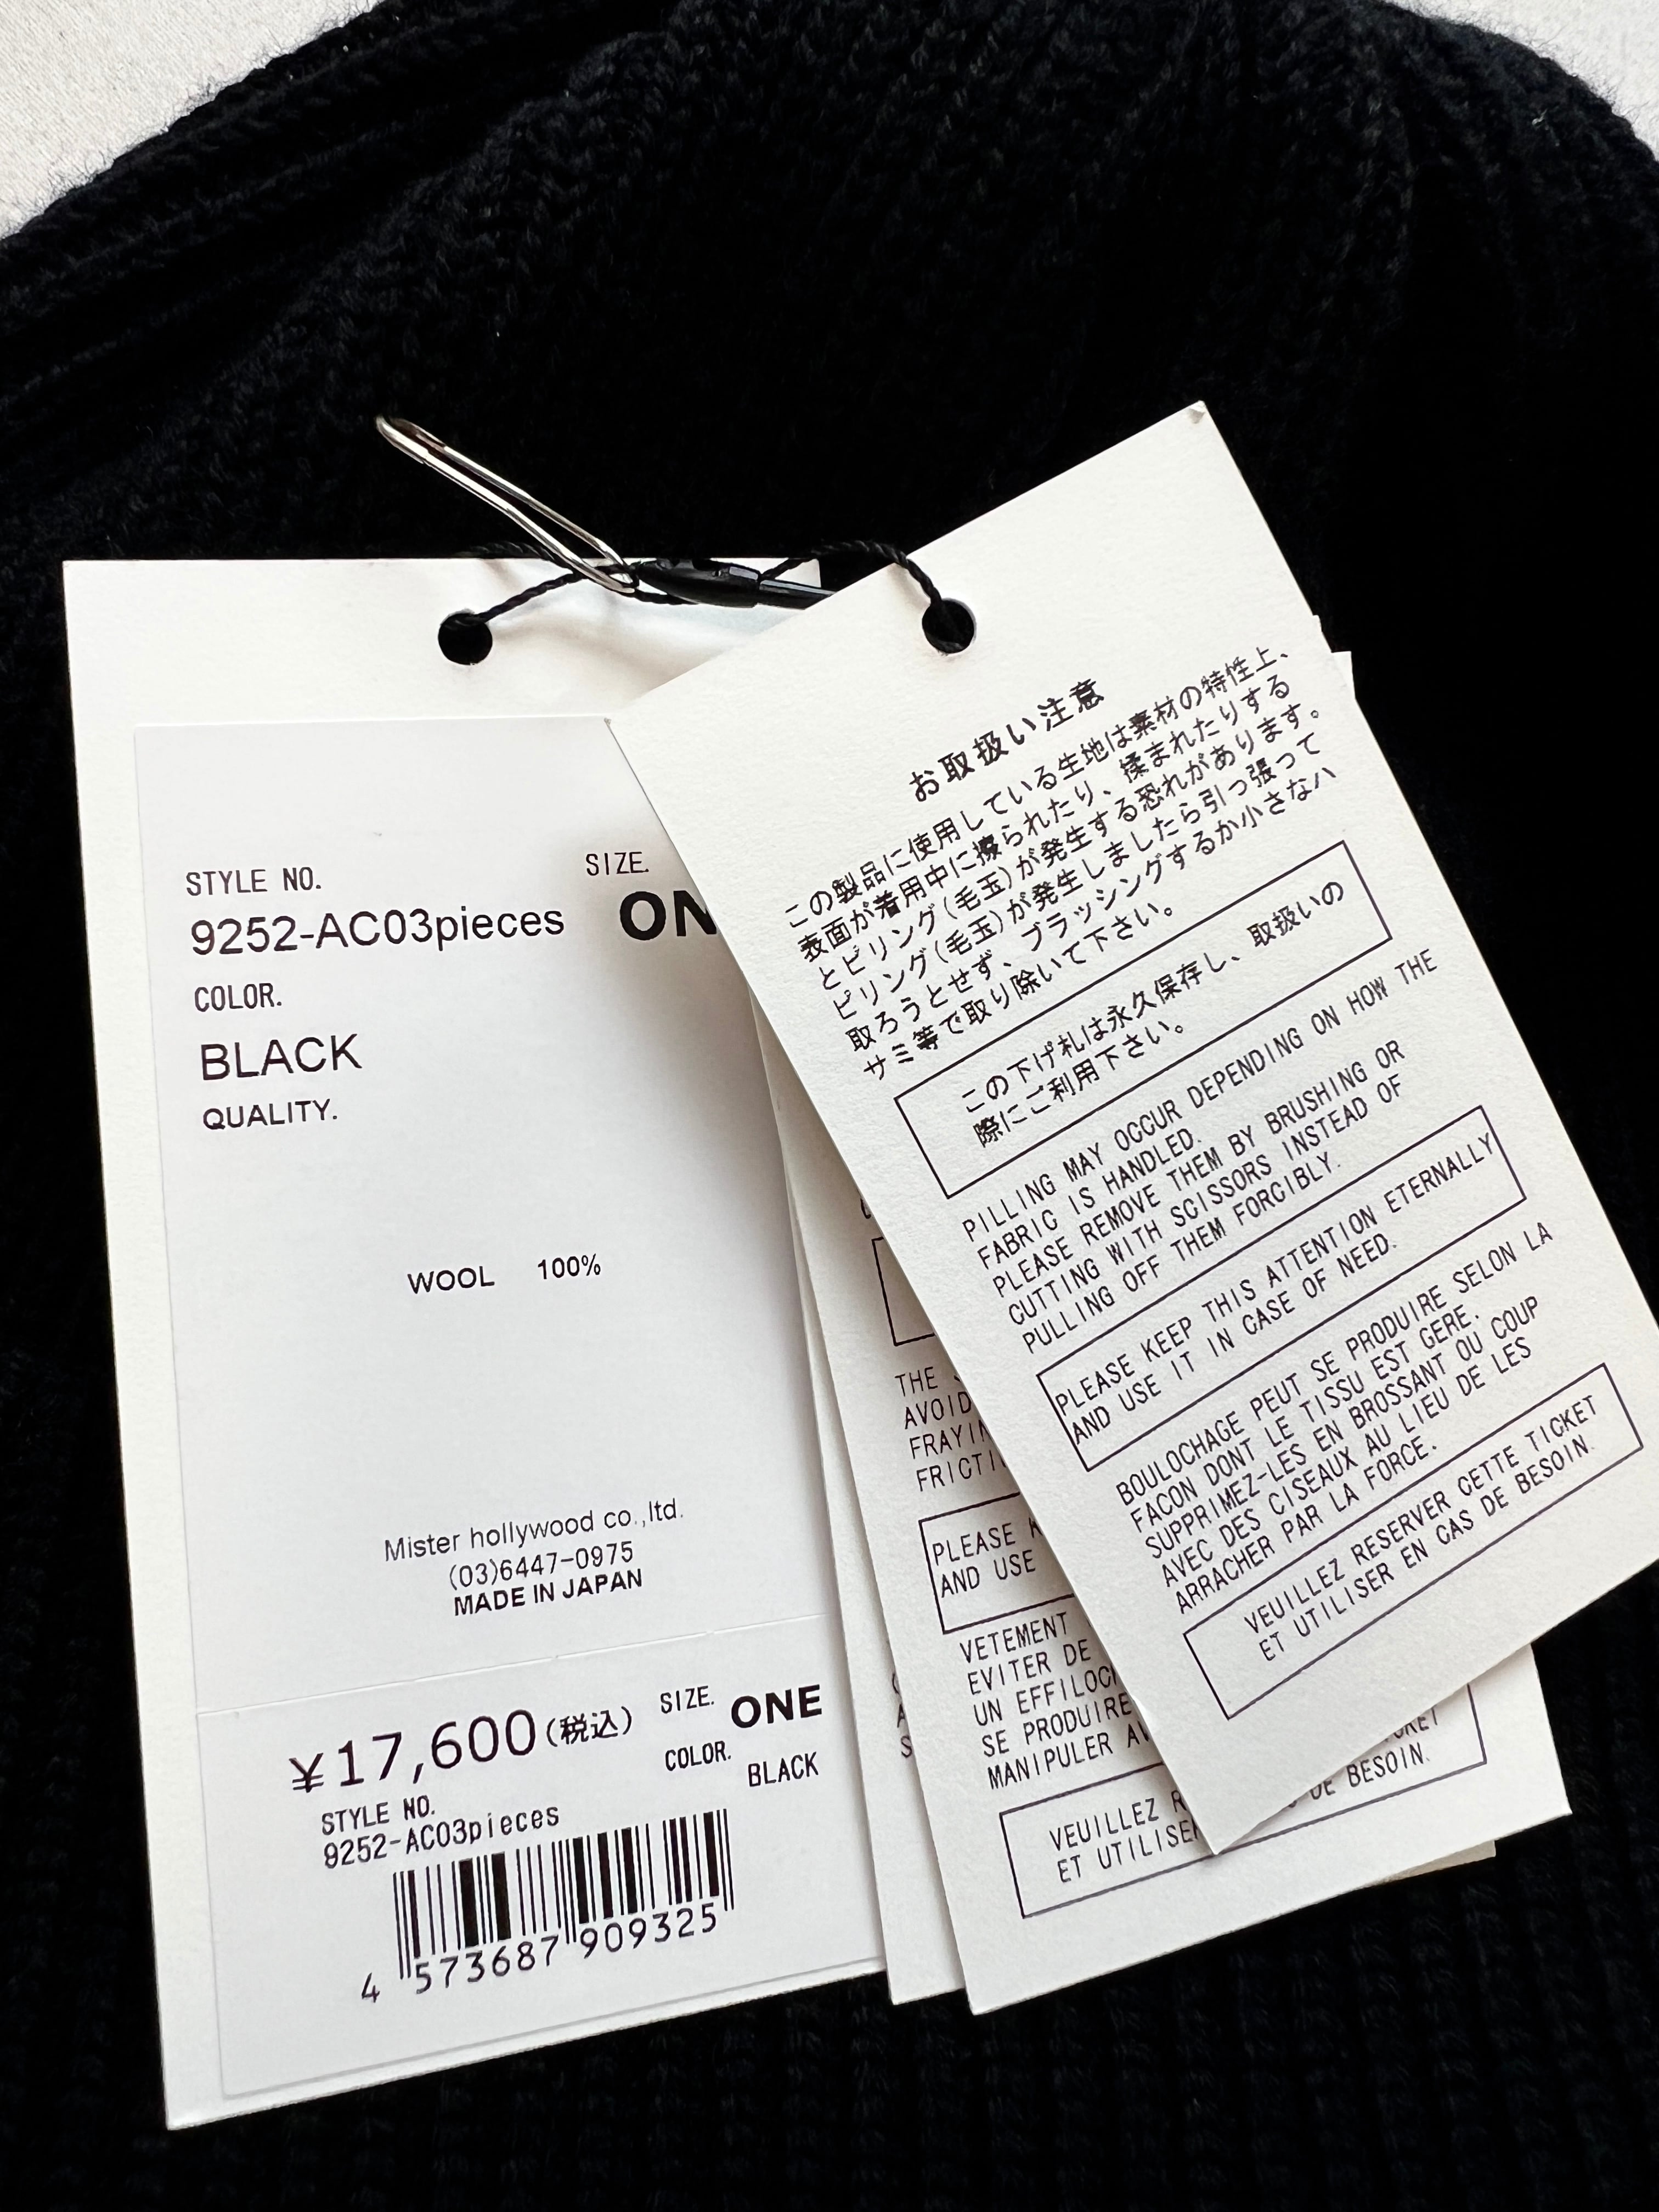 STYLE NO.
SIZE.
9252-AC03pieces
COLOR.
BLACK
QUALITY.
WOOL 100%
Mister hollywood co.,ltd.
(03)6447-0975
MADE IN JAPAN
¥17,600(税込)
SIZE. ONE
COLOR. BLACK
STYLE NO.
9252-AC03pieces
4 573687 909325
お取扱い注意
この製品に使用している生地は素材の特性上、
表面が着用中に擦られたり、揉まれたりする
とピリング(毛玉)が発生する恐れがあります。
ピリング(毛玉)が発生しましたら引っ張って
取ろうとせず、ブラッシングするか小さなハ
サミ等で取り除いて下さい。
この下げ札は永久保存し、取扱いの
際にご利用下さい。
PILLING MAY OCCUR DEPENDING ON HOW THE
FABRIC IS HANDLED.
PLEASE REMOVE THEM BY BRUSHING OR
CUTTING WITH SCISSORS INSTEAD OF
PULLING OFF THEM FORCIBLY.
PLEASE KEEP THIS ATTENTION ETERNALLY
AND USE IT IN CASE OF NEED.
BOULOCHAGE PEUT SE PRODUIRE SELON LA
FACON DONT LE TISSU EST GERE.
SUPPRIMEZ-LES EN BROSSANT OU COUP
AVEC DES CISEAUX AU LIEU DE LES
ARRACHER PAR LA FORCE.
VEUILLEZ RESERVER CETTE TICKET
ET UTILISER EN CAS DE BESOIN.
THE
AVOID
PLEASE
AND USE
VETEMENT
EVITER DE
UN
SE PRODUIRE
MANIPULER
VEUILLEZ
ET DE BESOIN.